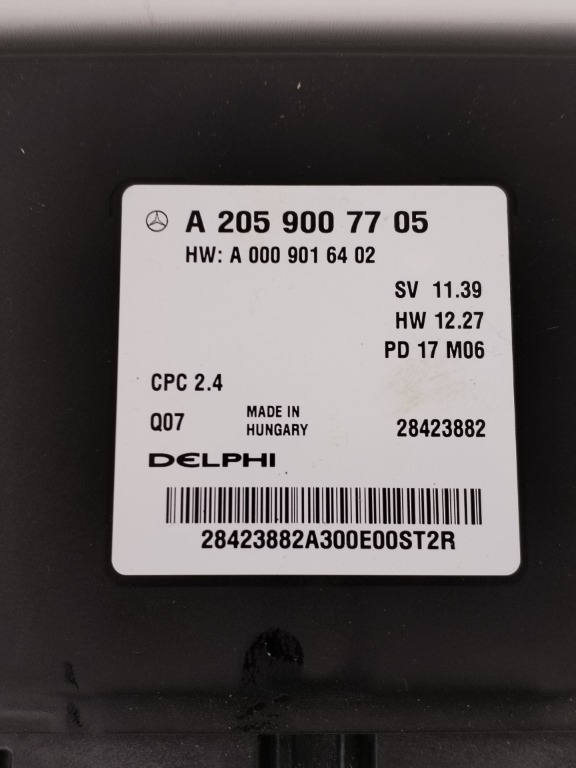 A 205 900 77 05
HW: A 000 901 64 02
SV 11.39
HW 12.27
PD 17 M06
CPC 2.4
Q07
MADE IN
HUNGARY
28423882
DELPHI
28423882A300E00ST2R